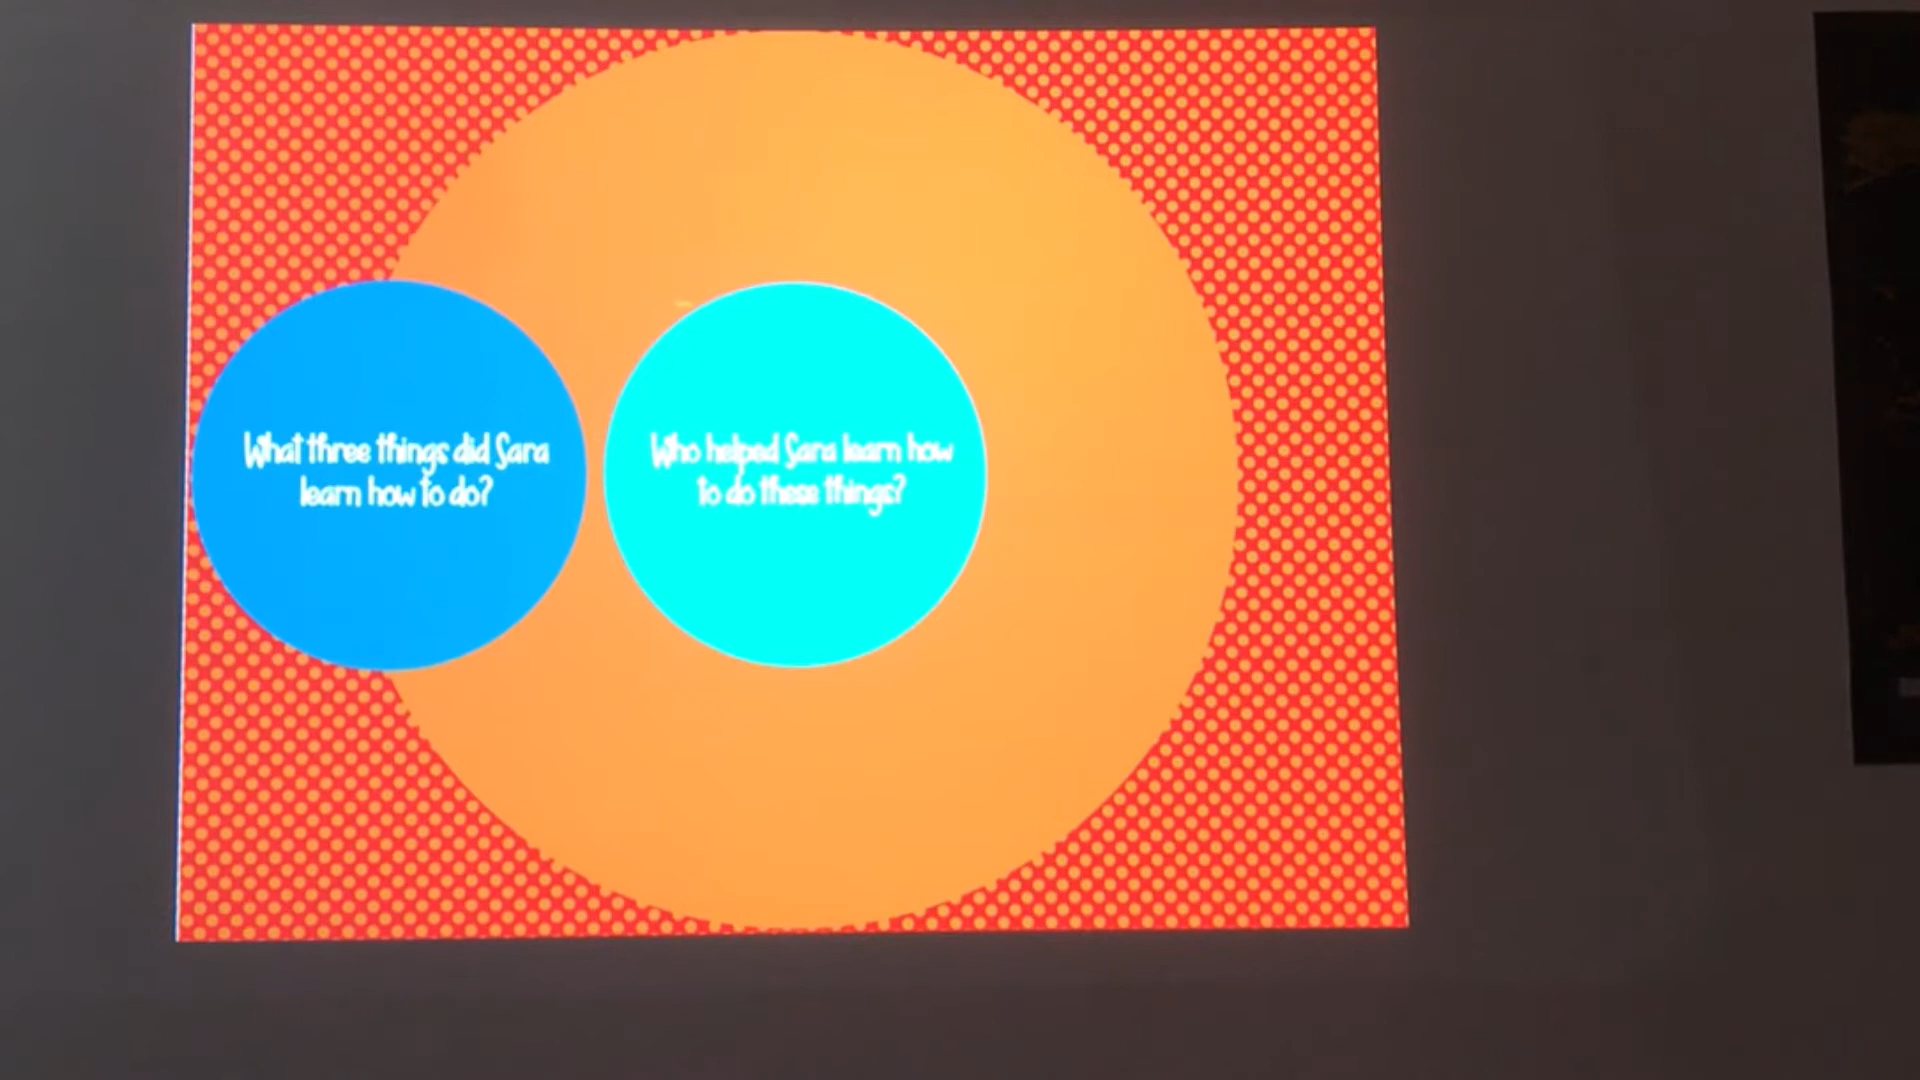 What three things did Sara
learn how to do?
Who helped Sara learn how
to do these things?